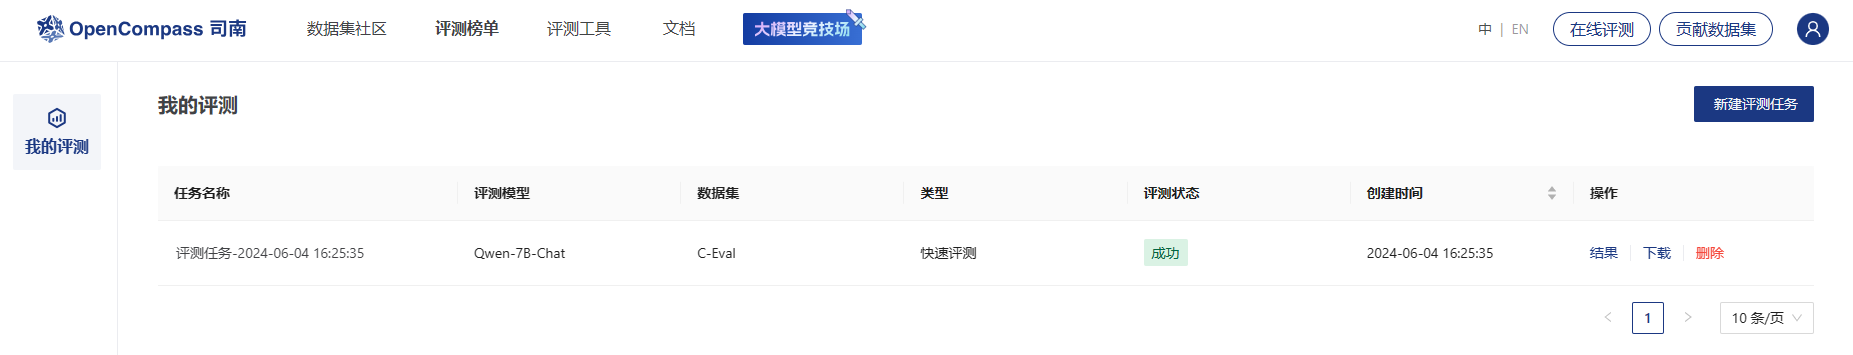 OpenCompass 司南 数据集社区 评测榜单 评测工具 文档 大模型竞技场 中 | EN 在线评测 贡献数据集
我的评测
我的评测 新建评测任务
任务名称 评测模型 数据集 类型 评测状态 创建时间 操作
评测任务-2024-06-04 16:25:35 Qwen-7B-Chat C-Eval 快速评测 成功 2024-06-04 16:25:35 结果 下载 删除
< 1 > 10 条/页